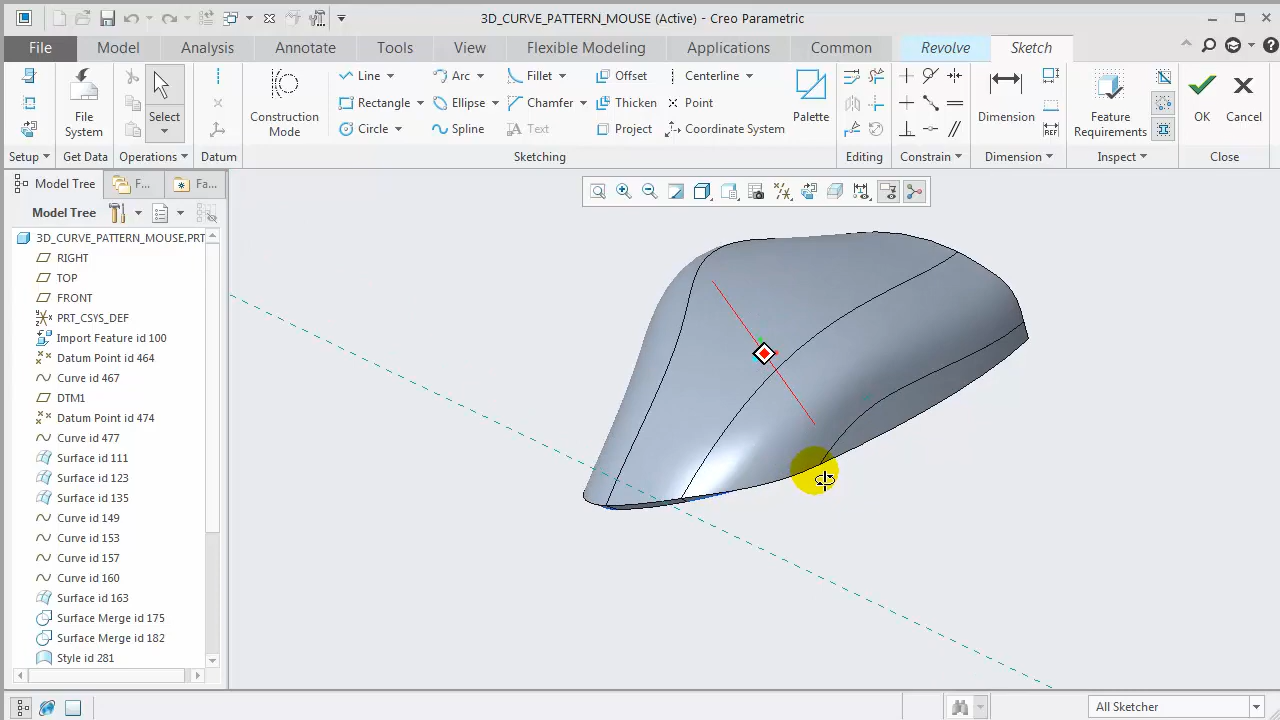 3D_CURVE_PATTERN_MOUSE (Active) - Creo Parametric
File Model Analysis Annotate Tools View Flexible Modeling Applications Common Revolve Sketch
File System
Select
Construction Mode
Line Arc Fillet Offset Centerline
Rectangle Ellipse Chamfer Thicken Point
Circle Spline Text Project Coordinate System
Palette
Dimension
Feature Requirements
OK Cancel
Setup Get Data Operations Datum Sketching Editing Constrain Dimension Inspect Close
Model Tree F... Fa...
Model Tree
3D_CURVE_PATTERN_MOUSE.PRT
RIGHT
TOP
FRONT
PRT_CSYS_DEF
Import Feature id 100
Datum Point id 464
Curve id 467
DTM1
Datum Point id 474
Curve id 477
Surface id 111
Surface id 123
Surface id 135
Curve id 149
Curve id 153
Curve id 157
Curve id 160
Surface id 163
Surface Merge id 175
Surface Merge id 182
Style id 281
All Sketcher